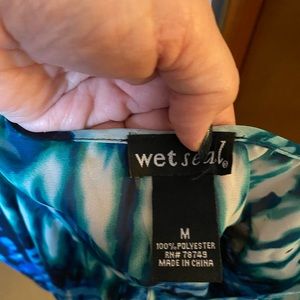 wet seal®
M
100% POLYESTER
RN# 78749
MADE IN CHINA